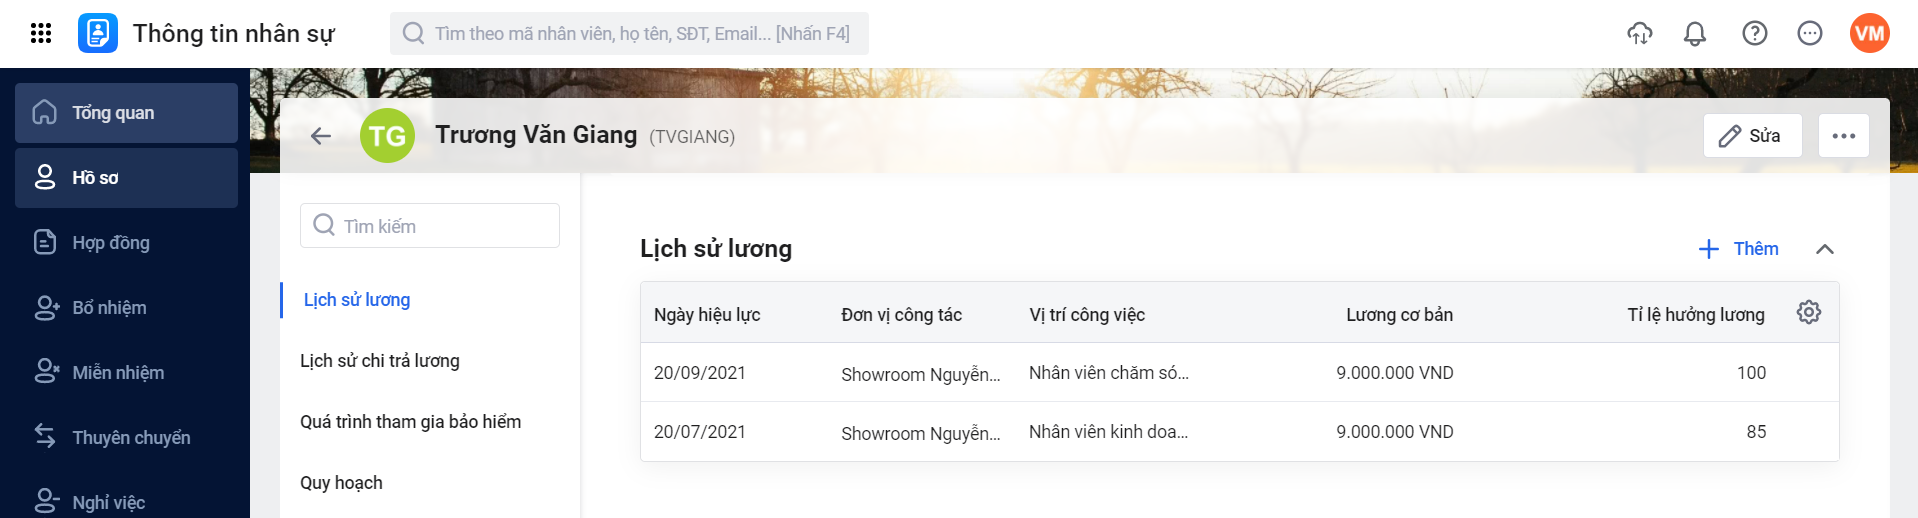 Thông tin nhân sự
Tìm theo mã nhân viên, họ tên, SĐT, Email... [Nhấn F4]
VM
Tổng quan
Hồ sơ
Hợp đồng
Bổ nhiệm
Miễn nhiệm
Thuyên chuyển
Nghỉ việc
TG
Trương Văn Giang (TVGIANG)
Sửa
Tìm kiếm
Lịch sử lương
Lịch sử chi trả lương
Quá trình tham gia bảo hiểm
Quy hoạch
Lịch sử lương
Thêm
Ngày hiệu lực Đơn vị công tác Vị trí công việc Lương cơ bản Tỉ lệ hưởng lương
20/09/2021 Showroom Nguyễn... Nhân viên chăm só... 9.000.000 VND 100
20/07/2021 Showroom Nguyễn... Nhân viên kinh doa... 9.000.000 VND 85